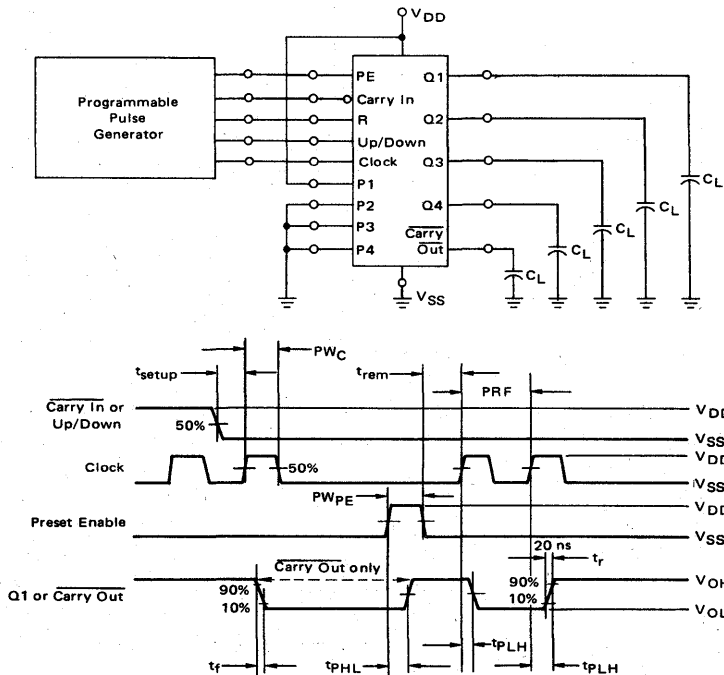 VDD
PE
Q1
Programmable
Pulse
Generator
Carry In
R
Q2
Up/Down
Clock
Q3
P1
P2
Q4
P3
Carry
P4
Out
CL
CL
CL
CL
CL
VSS
PWC
tsetup
trem
PRF
Carry In or
Up/Down
50%
VDD
VSS
Clock
50%
VDD
VSS
PWPE
Preset Enable
VDD
VSS
20 ns
tr
Carry Out only
Q1 or Carry Out
90%
10%
90%
10%
VOH
VOL
tf
tPHL
tPLH
tPLH